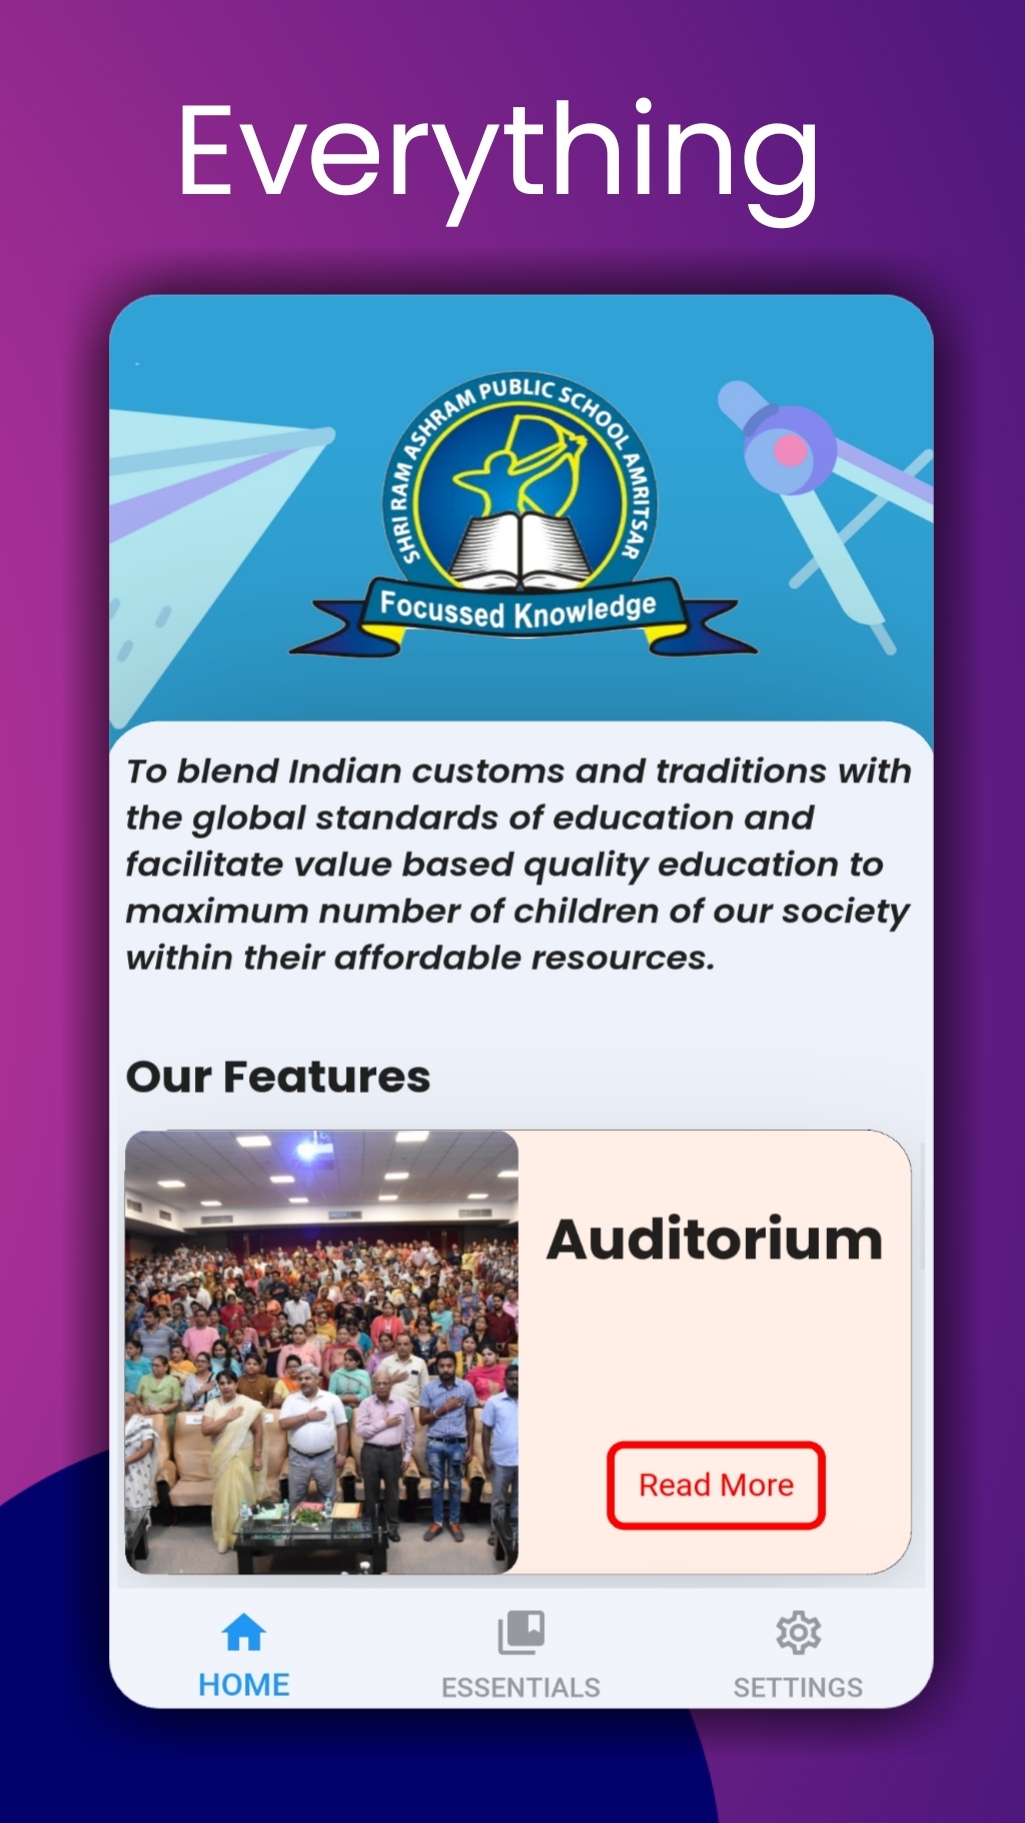 Everything
SHRI RAM ASHRAM PUBLIC SCHOOL AMRITSAR
Focussed Knowledge
To blend Indian customs and traditions with
the global standards of education and
facilitate value based quality education to
maximum number of children of our society
within their affordable resources.
Our Features
Auditorium
Read More
HOME
ESSENTIALS
SETTINGS